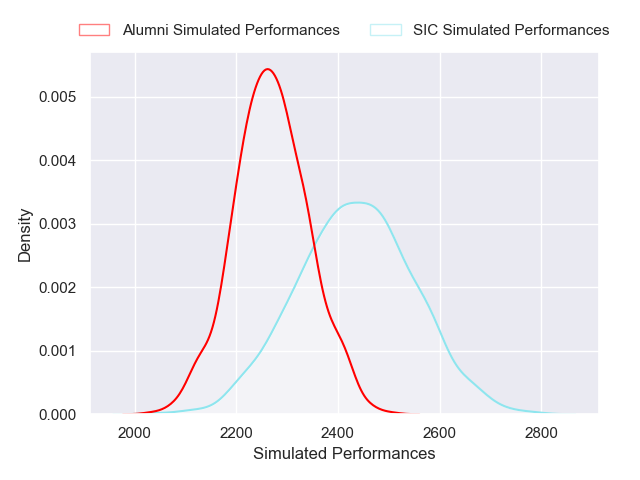 Alumni Simulated Performances SIC Simulated Performances
0.005
0.004
0.003
0.002
0.001
0.000
Density
2000 2200 2400 2600 2800
Simulated Performances